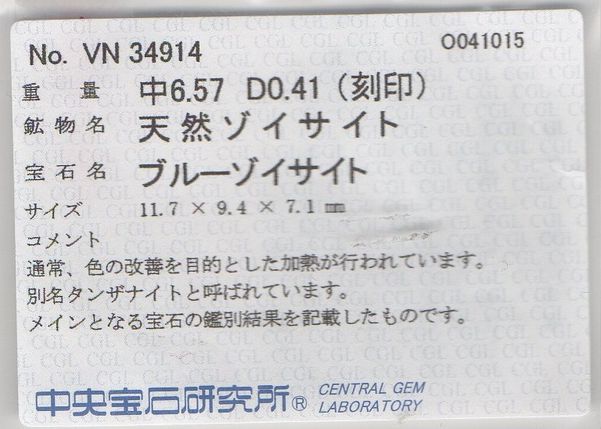 No. VN 34914 O041015
重量 中6.57 D0.41(刻印)
鉱物名 天然ゾイサイト
宝石名 ブルーゾイサイト
サイズ 11.7 × 9.4 × 7.1 ㎜
コメント
通常、色の改善を目的とした加熱が行われています。
別名タンザナイトと呼ばれています。
メインとなる宝石の鑑別結果を記載したものです。
中央宝石研究所® CENTRAL GEM
LABORATORY